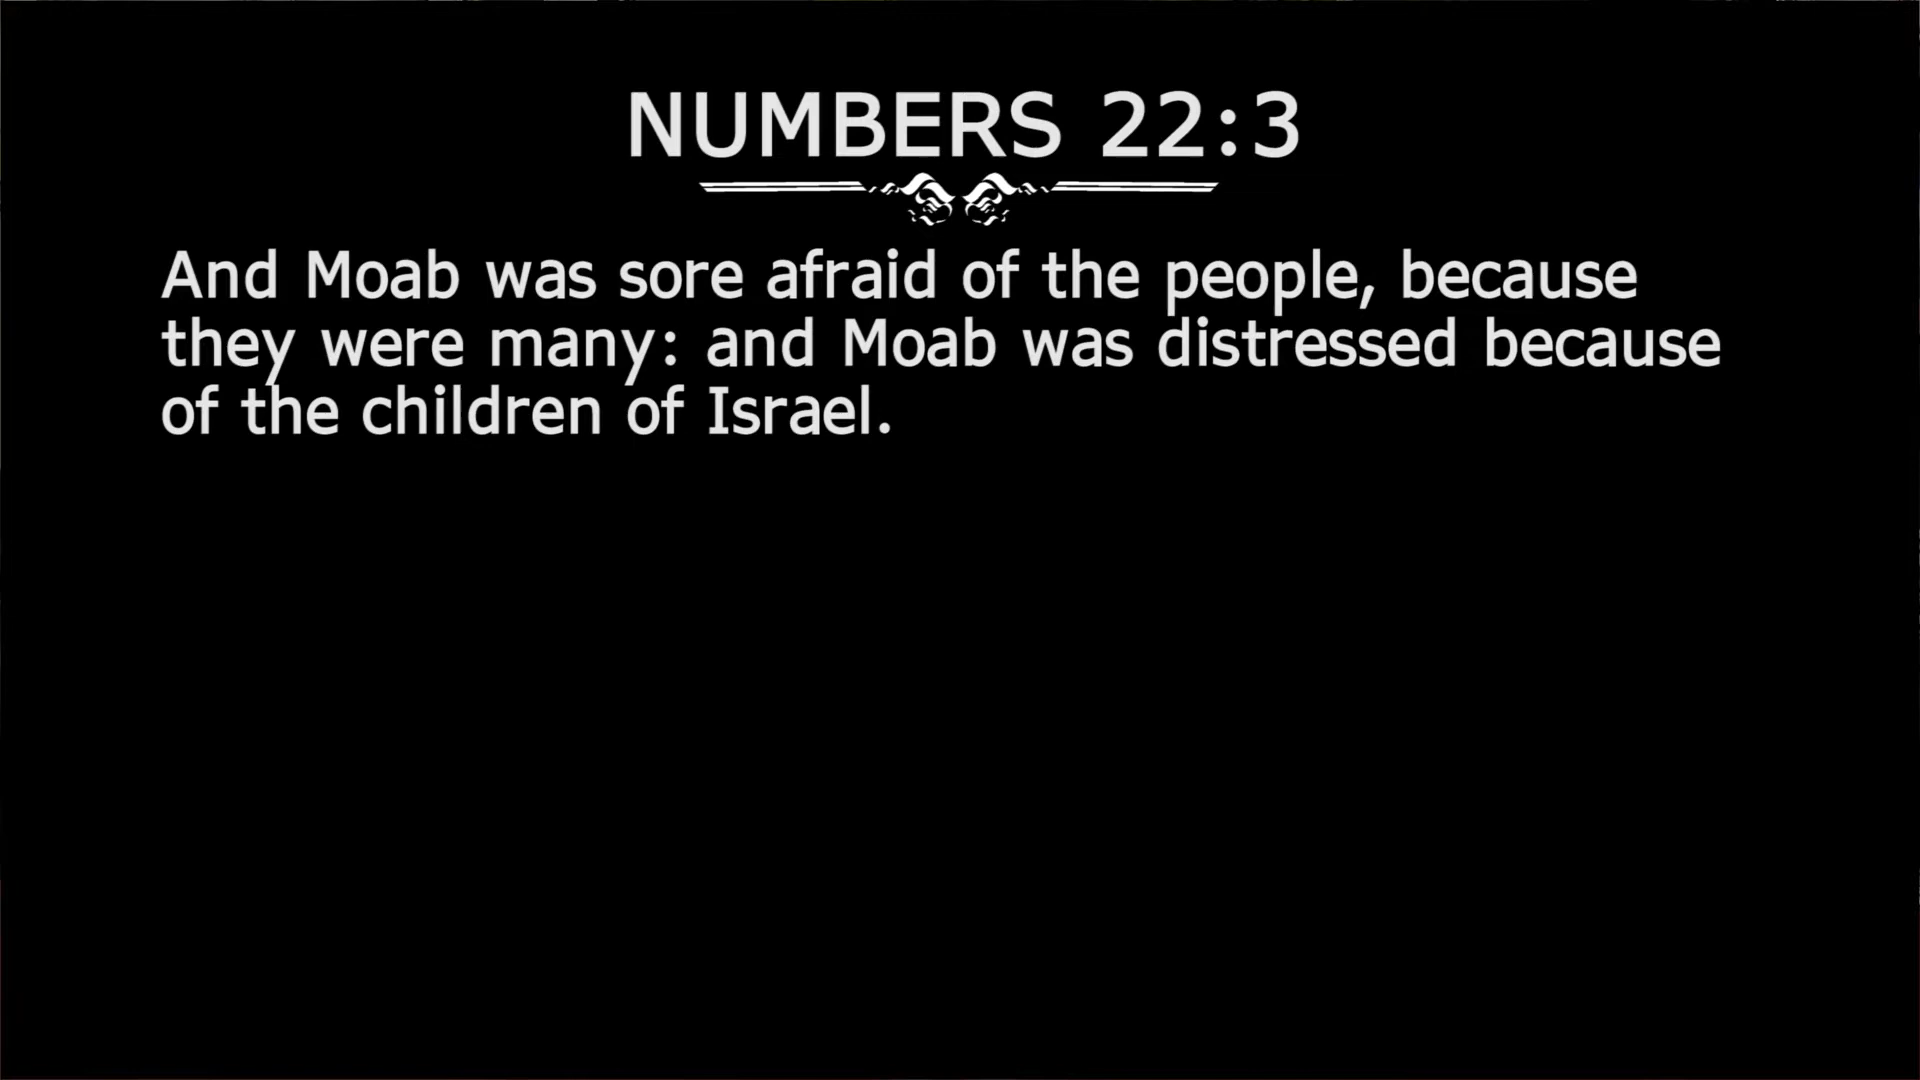 NUMBERS 22:3
And Moab was sore afraid of the people, because
they were many: and Moab was distressed because
of the children of Israel.